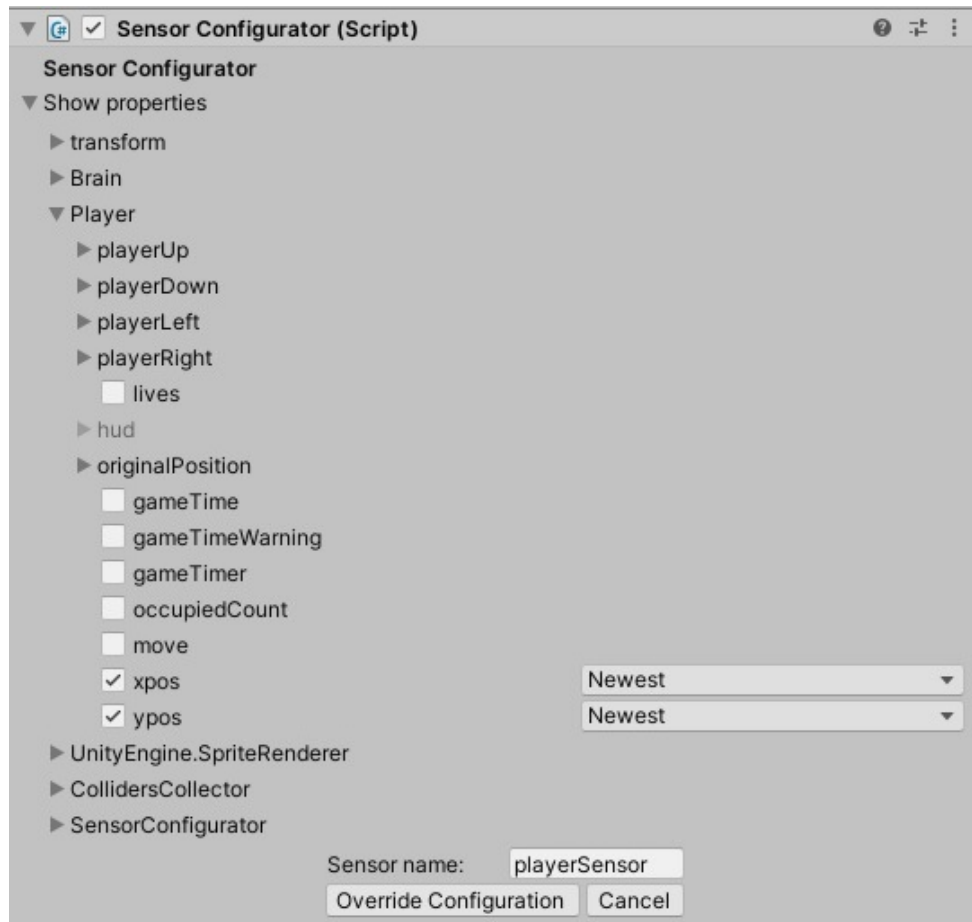 Sensor Configurator (Script)
Sensor Configurator
Show properties
transform
Brain
Player
playerUp
playerDown
playerLeft
playerRight
lives
hud
originalPosition
gameTime
gameTimeWarning
gameTimer
occupiedCount
move
xpos Newest
ypos Newest
UnityEngine.SpriteRenderer
CollidersCollector
SensorConfigurator
Sensor name: playerSensor
Override Configuration Cancel